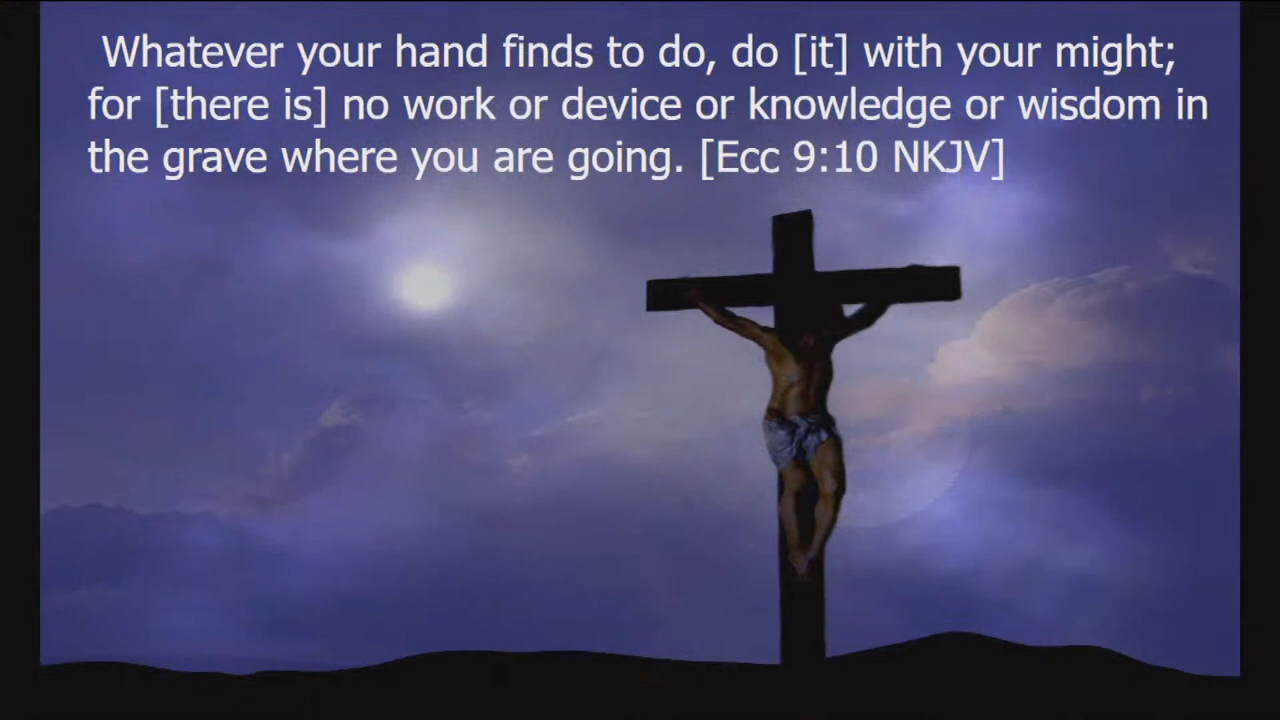 Whatever your hand finds to do, do [it] with your might;
for [there is] no work or device or knowledge or wisdom in
the grave where you are going. [Ecc 9:10 NKJV]